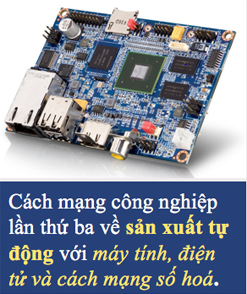 Cách mạng công nghiệp
lần thứ ba về sản xuất tự
động với máy tính, điện
tử và cách mạng số hoá.